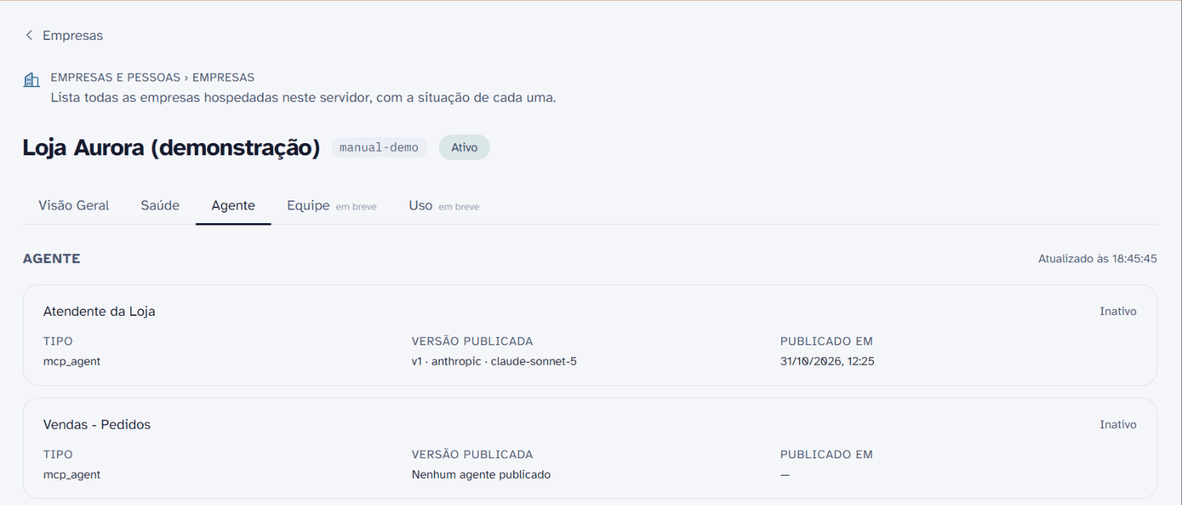 Empresas
EMPRESAS E PESSOAS › EMPRESAS
Lista todas as empresas hospedadas neste servidor, com a situação de cada uma.
Loja Aurora (demonstração) manual-demo Ativo
Visão Geral Saúde Agente Equipe em breve Uso em breve
AGENTE Atualizado às 18:45:45
Atendente da Loja Inativo
TIPO VERSÃO PUBLICADA PUBLICADO EM
mcp_agent v1 · anthropic · claude-sonnet-5 31/10/2026, 12:25
Vendas - Pedidos Inativo
TIPO VERSÃO PUBLICADA PUBLICADO EM
mcp_agent Nenhum agente publicado —